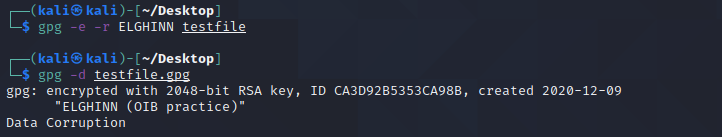 ┌──(kali㉿kali)-[~/Desktop]
└─$ gpg -e -r ELGHINN testfile
┌──(kali㉿kali)-[~/Desktop]
└─$ gpg -d testfile.gpg
gpg: encrypted with 2048-bit RSA key, ID CA3D92B5353CA98B, created 2020-12-09
      "ELGHINN (OIB practice)"
Data Corruption